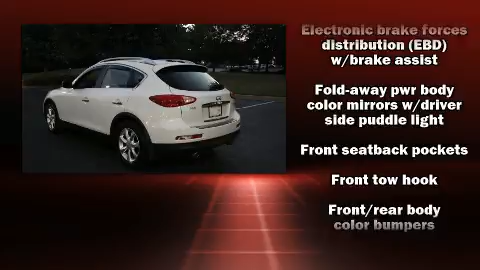 Electronic brake forces
distribution (EBD)
w/brake assist
Fold-away pwr body
color mirrors w/driver
side puddle light
Front seatback pockets
Front tow hook
Front/rear body
color bumpers